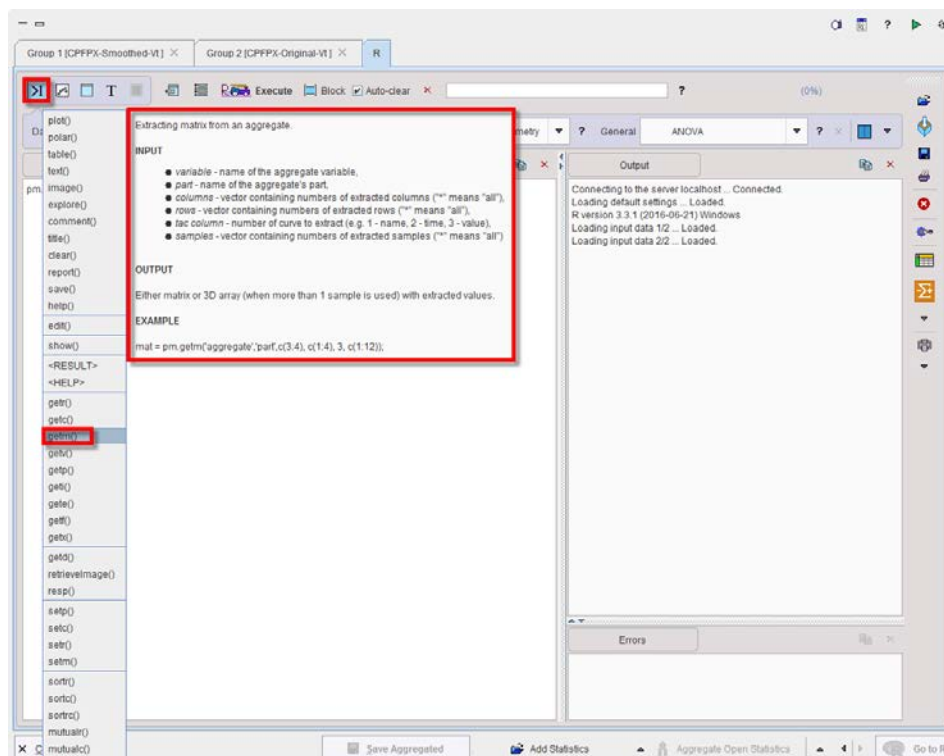 Group 1 [CPFPX-Smoothed-Vt]
Group 2 [CPFPX-Original-Vt]
R
T
Execute
Block
Auto-clear
?
(0%)
plot()
polar()
table()
text()
image()
explore()
comment()
title()
clear()
report()
save()
help()
edit()
show()
<RESULT>
<HELP>
getr()
getc()
getm()
getv()
getp()
geti()
gete()
getf()
getx()
getd()
retrieveImage()
resp()
setp()
setc()
setr()
setm()
sortr()
sortc()
sortrc()
mutualr()
mutualc()
Extracting matrix from an aggregate.
INPUT
● variable - name of the aggregate variable,
● part - name of the aggregate's part,
● columns - vector containing numbers of extracted columns ("*" means "all"),
● rows - vector containing numbers of extracted rows ("*" means "all"),
● tac column - number of curve to extract (e.g. 1 - name, 2 - time, 3 - value),
● samples - vector containing numbers of extracted samples ("*" means "all")
OUTPUT
Either matrix or 3D array (when more than 1 sample is used) with extracted values.
EXAMPLE
mat = pm.getm('aggregate','part',c(3:4), c(1:4), 3, c(1:12));
pm.
metry
?
General
ANOVA
?
Output
Connecting to the server localhost ... Connected.
Loading default settings ... Loaded.
R version 3.3.1 (2016-06-21) Windows
Loading input data 1/2 ... Loaded.
Loading input data 2/2 ... Loaded.
Errors
Save Aggregated
Add Statistics
Aggregate Open Statistics
Go to R